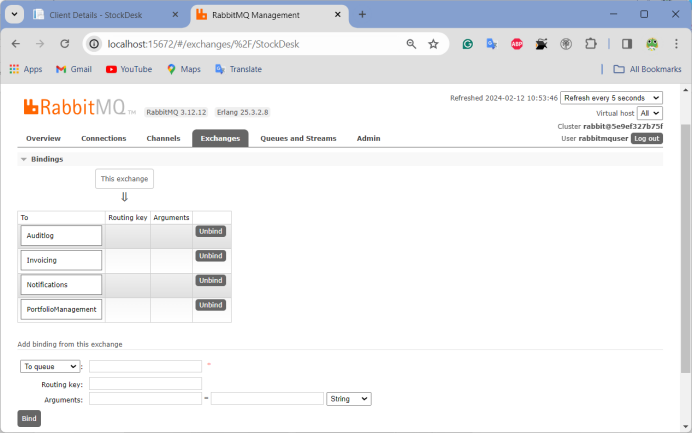 Client Details - StockDesk
RabbitMQ Management
localhost:15672/#/exchanges/%2F/StockDesk
ABP
Apps Gmail YouTube Maps Translate All Bookmarks
RabbitMQ TM RabbitMQ 3.12.12 Erlang 25.3.2.8
Refreshed 2024-02-12 10:53:46 Refresh every 5 seconds
Virtual host All
Cluster rabbit@5e9ef327b75f
User rabbitmquser Log out
Overview Connections Channels Exchanges Queues and Streams Admin
Bindings
This exchange
⇓
To Routing key Arguments
Auditlog Unbind
Invoicing Unbind
Notifications Unbind
PortfolioManagement Unbind
Add binding from this exchange
To queue : *
Routing key:
Arguments: = String
Bind